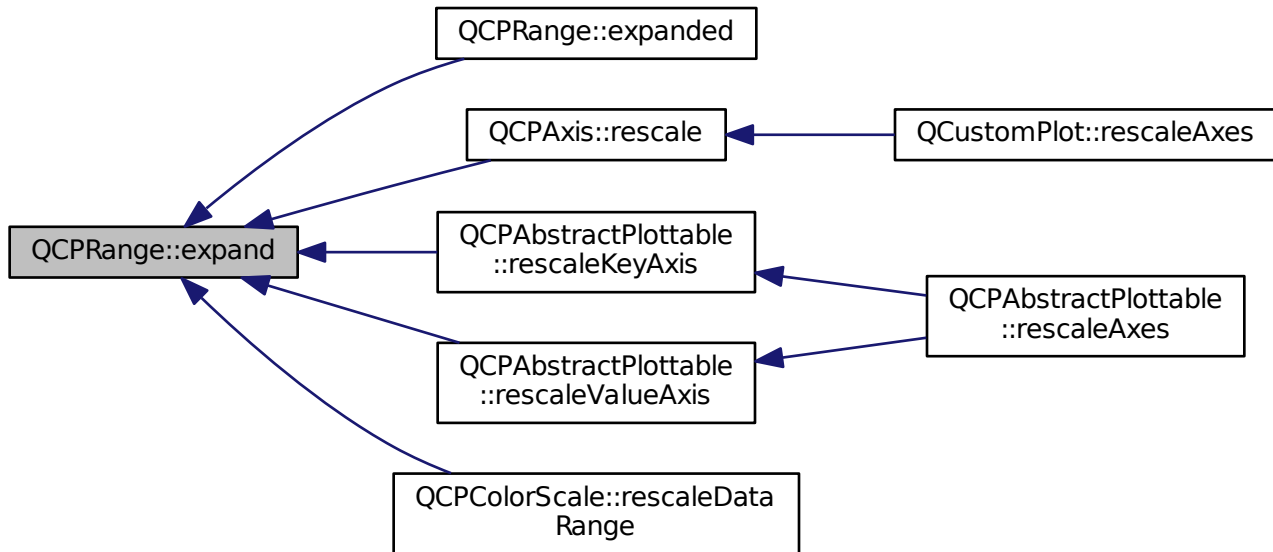 QCPRange::expanded
QCPAxis::rescale
QCustomPlot::rescaleAxes
QCPRange::expand
QCPAbstractPlottable
::rescaleKeyAxis
QCPAbstractPlottable
::rescaleAxes
QCPAbstractPlottable
::rescaleValueAxis
QCPColorScale::rescaleData
Range